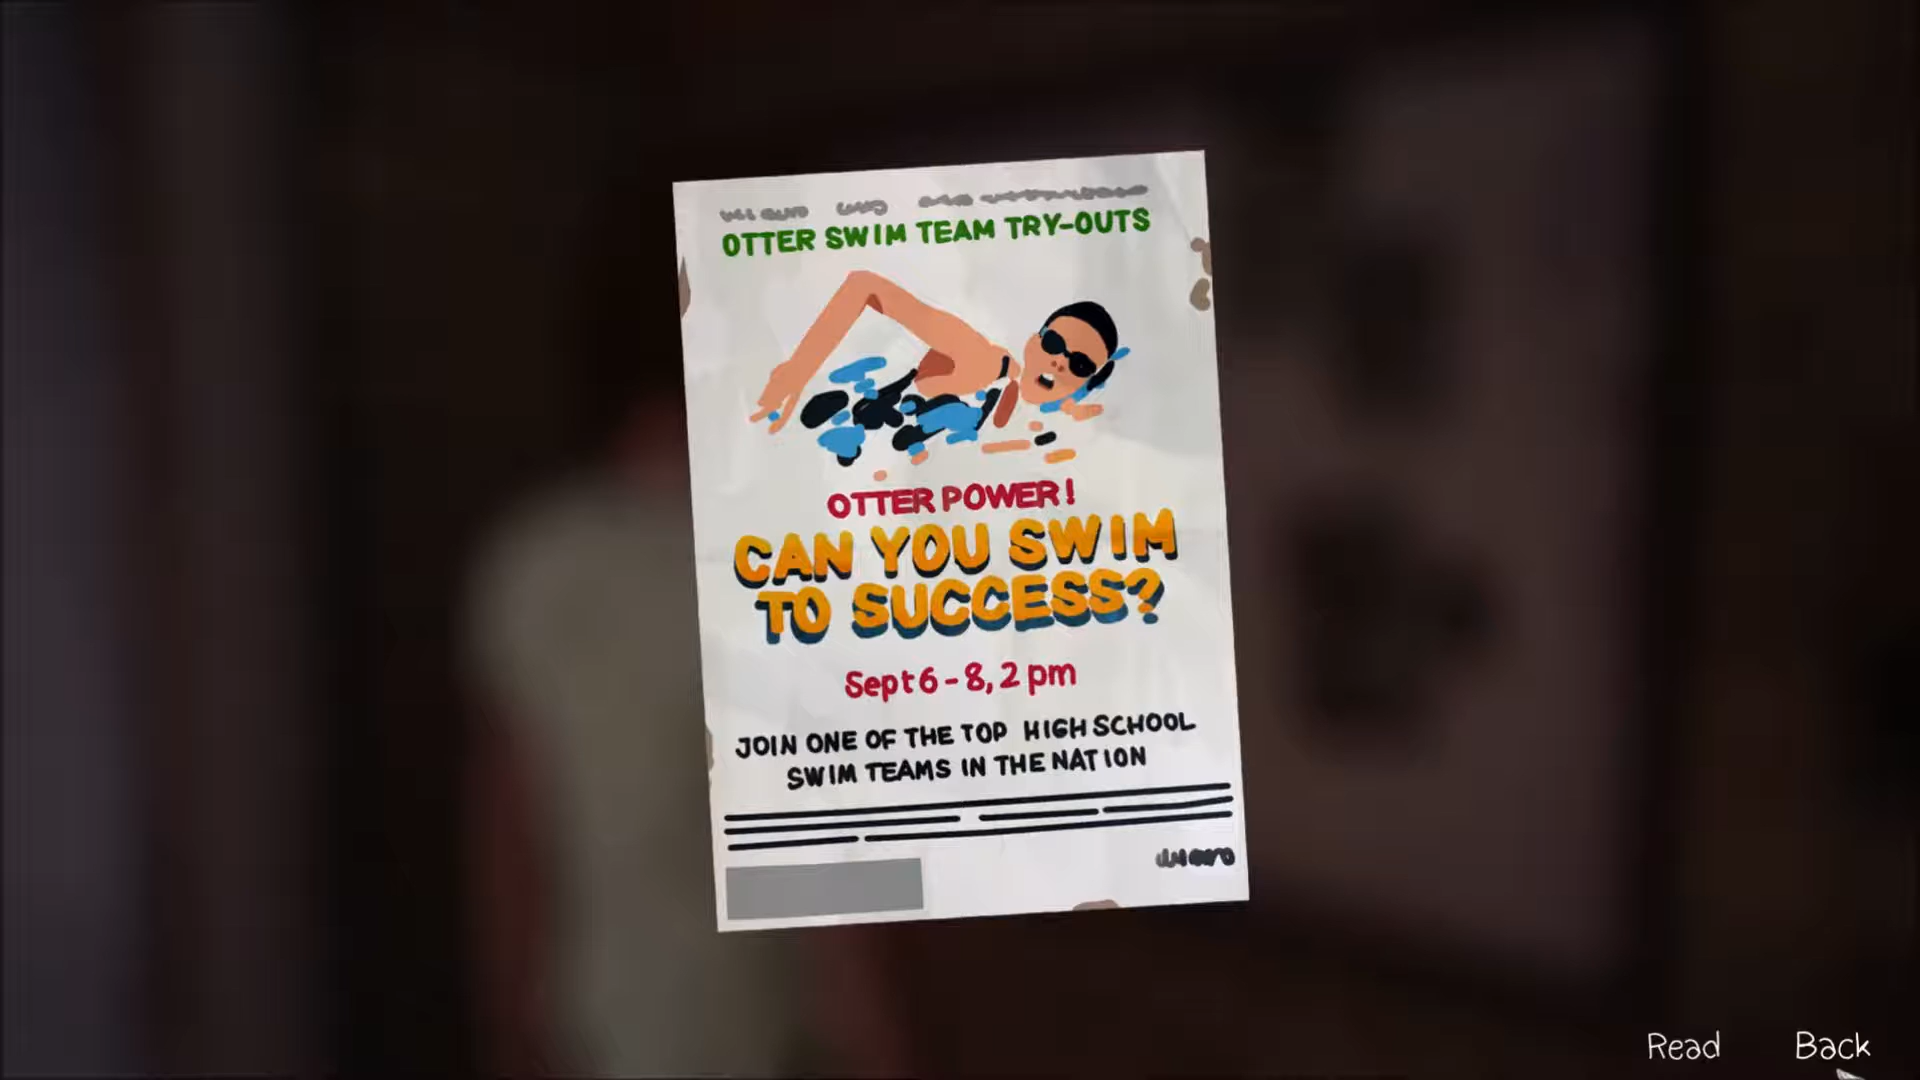 OTTER SWIM TEAM TRY-OUTS
OTTER POWER!
CAN YOU SWIM
TO SUCCESS?
Sept 6-8, 2 pm
JOIN ONE OF THE TOP HIGH SCHOOL
SWIM TEAMS IN THE NATION
Read Back